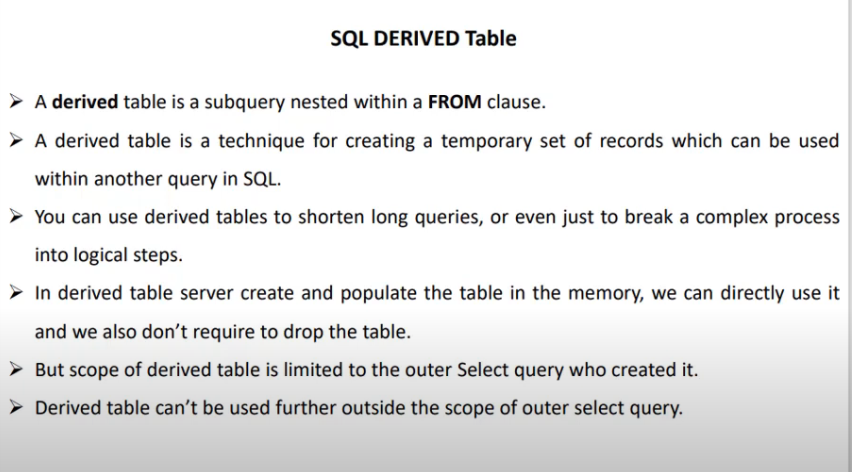 SQL DERIVED Table
➢ A derived table is a subquery nested within a FROM clause.
➢ A derived table is a technique for creating a temporary set of records which can be used
within another query in SQL.
➢ You can use derived tables to shorten long queries, or even just to break a complex process
into logical steps.
➢ In derived table server create and populate the table in the memory, we can directly use it
and we also don’t require to drop the table.
➢ But scope of derived table is limited to the outer Select query who created it.
➢ Derived table can’t be used further outside the scope of outer select query.